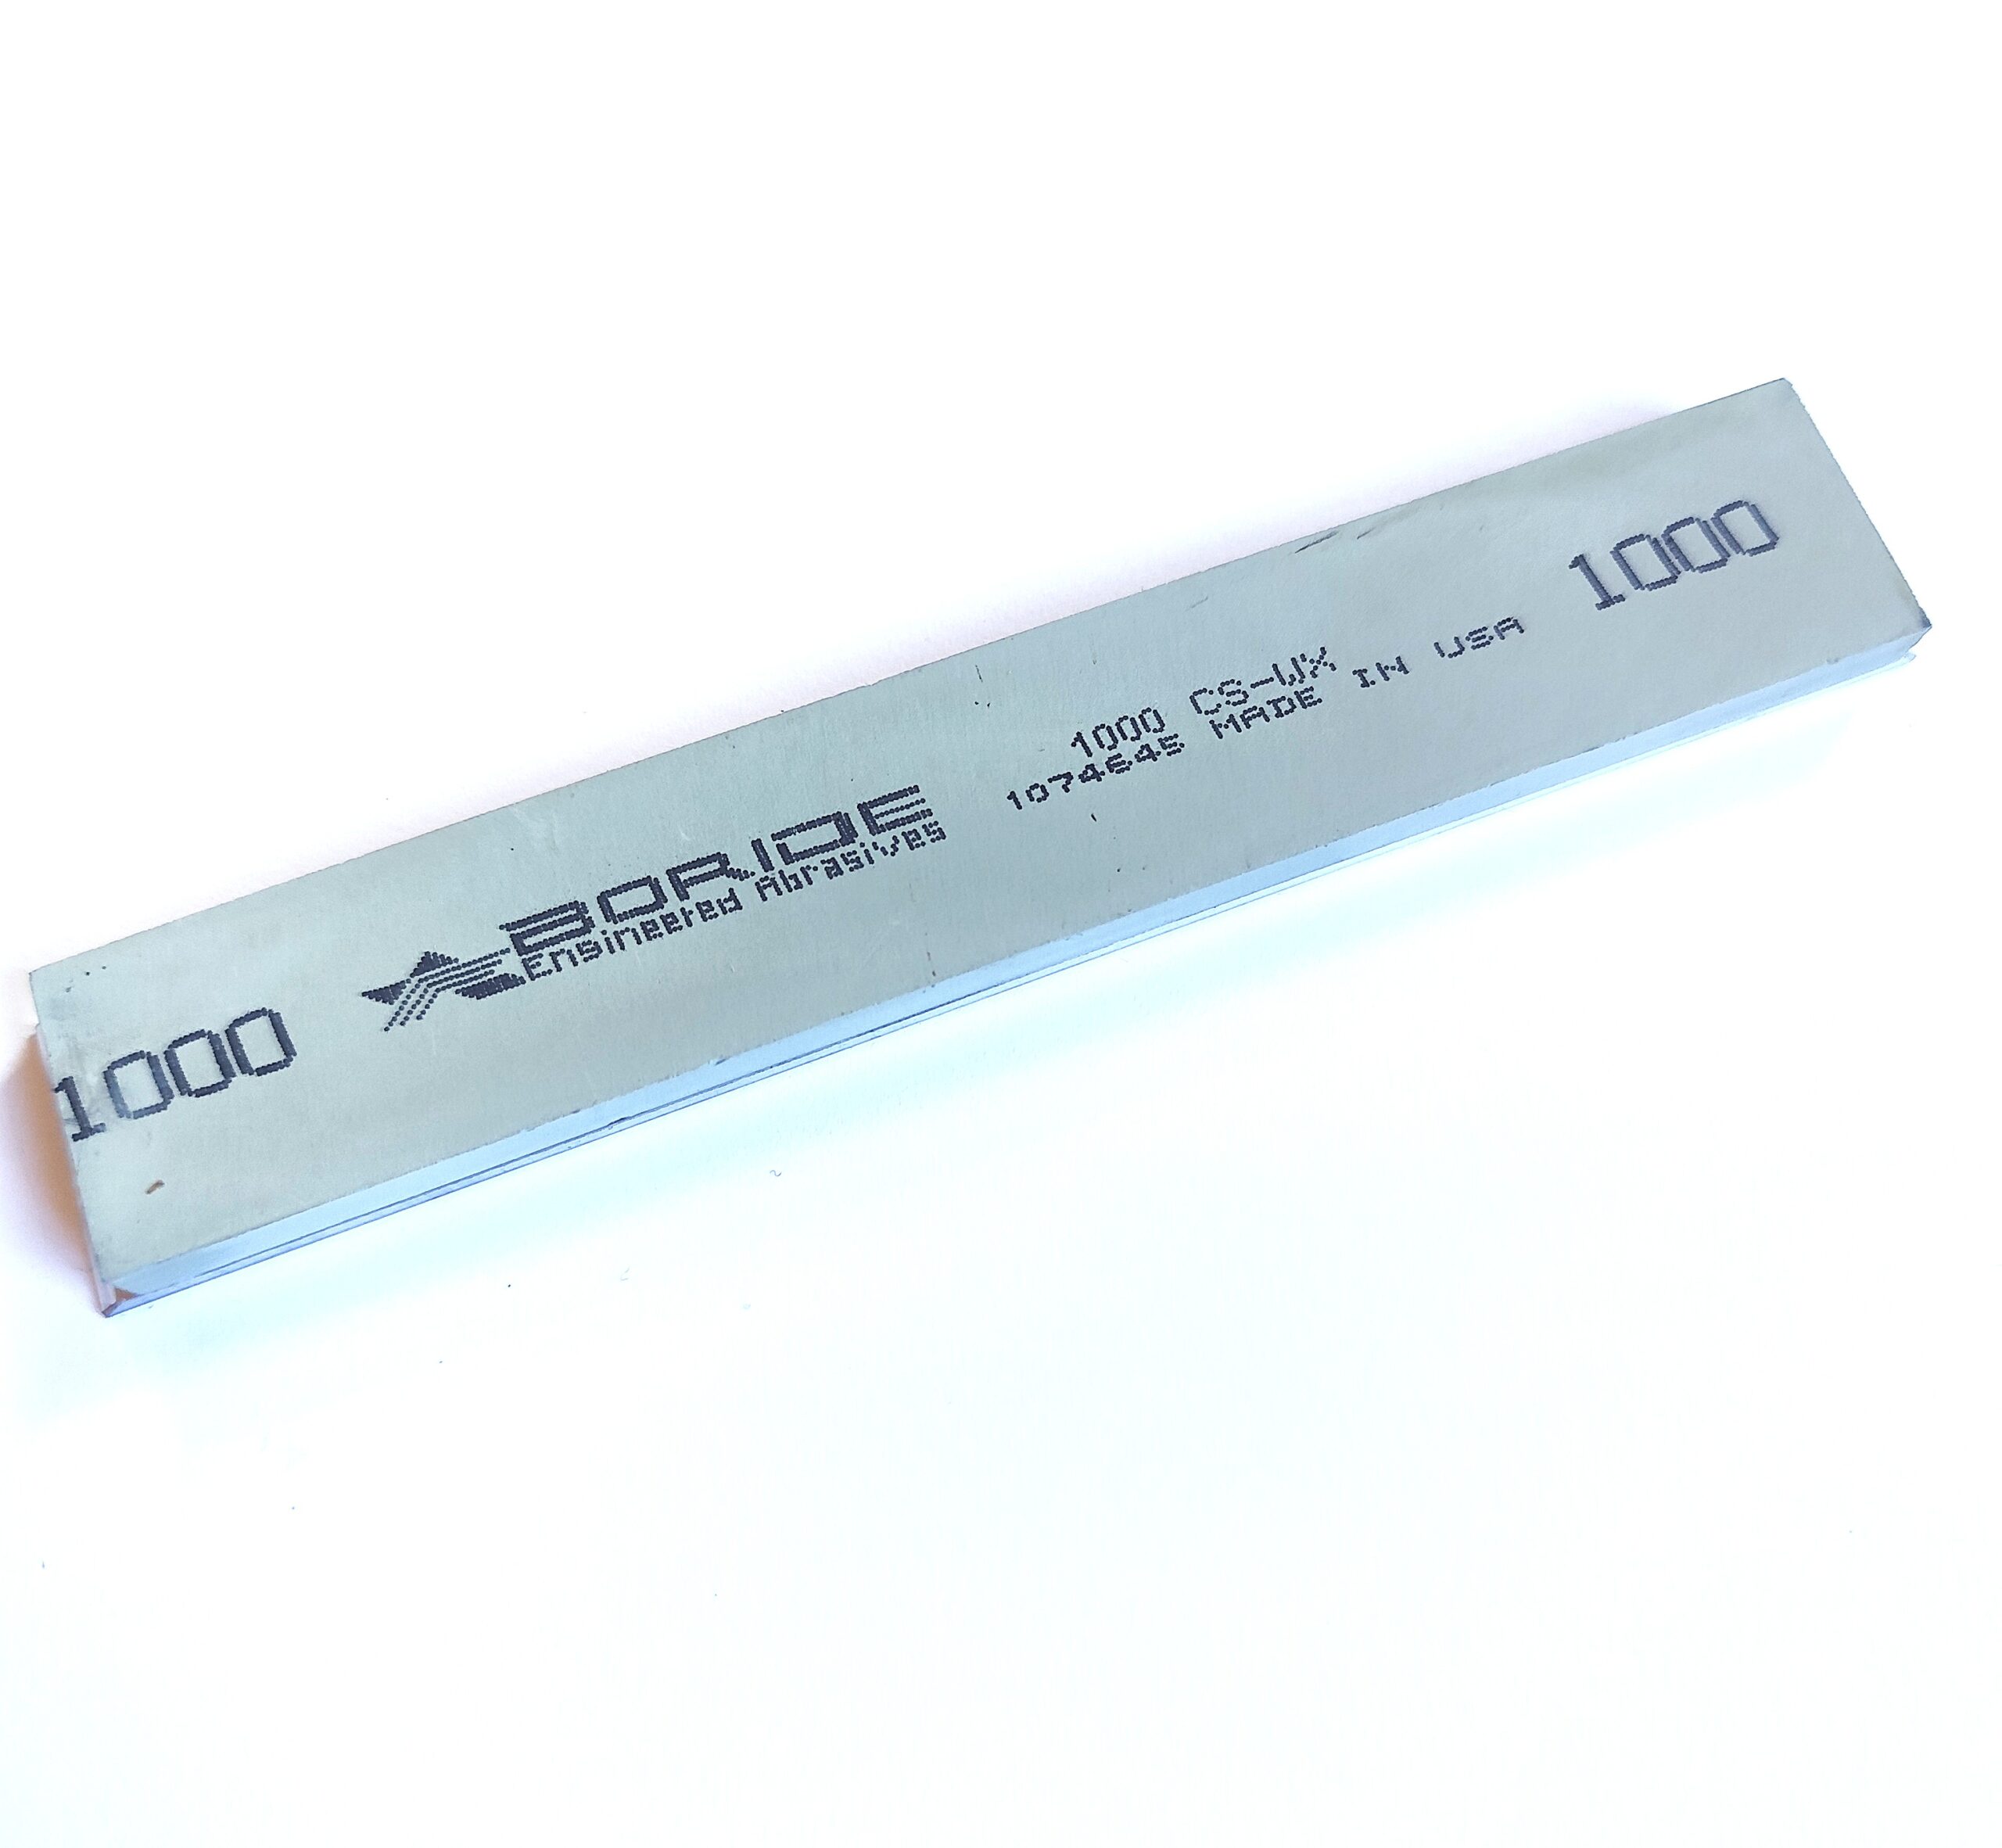 1000
BORIDE
Engineered Abrasives
1000 CS-WX
1074645 MADE IN USA
1000